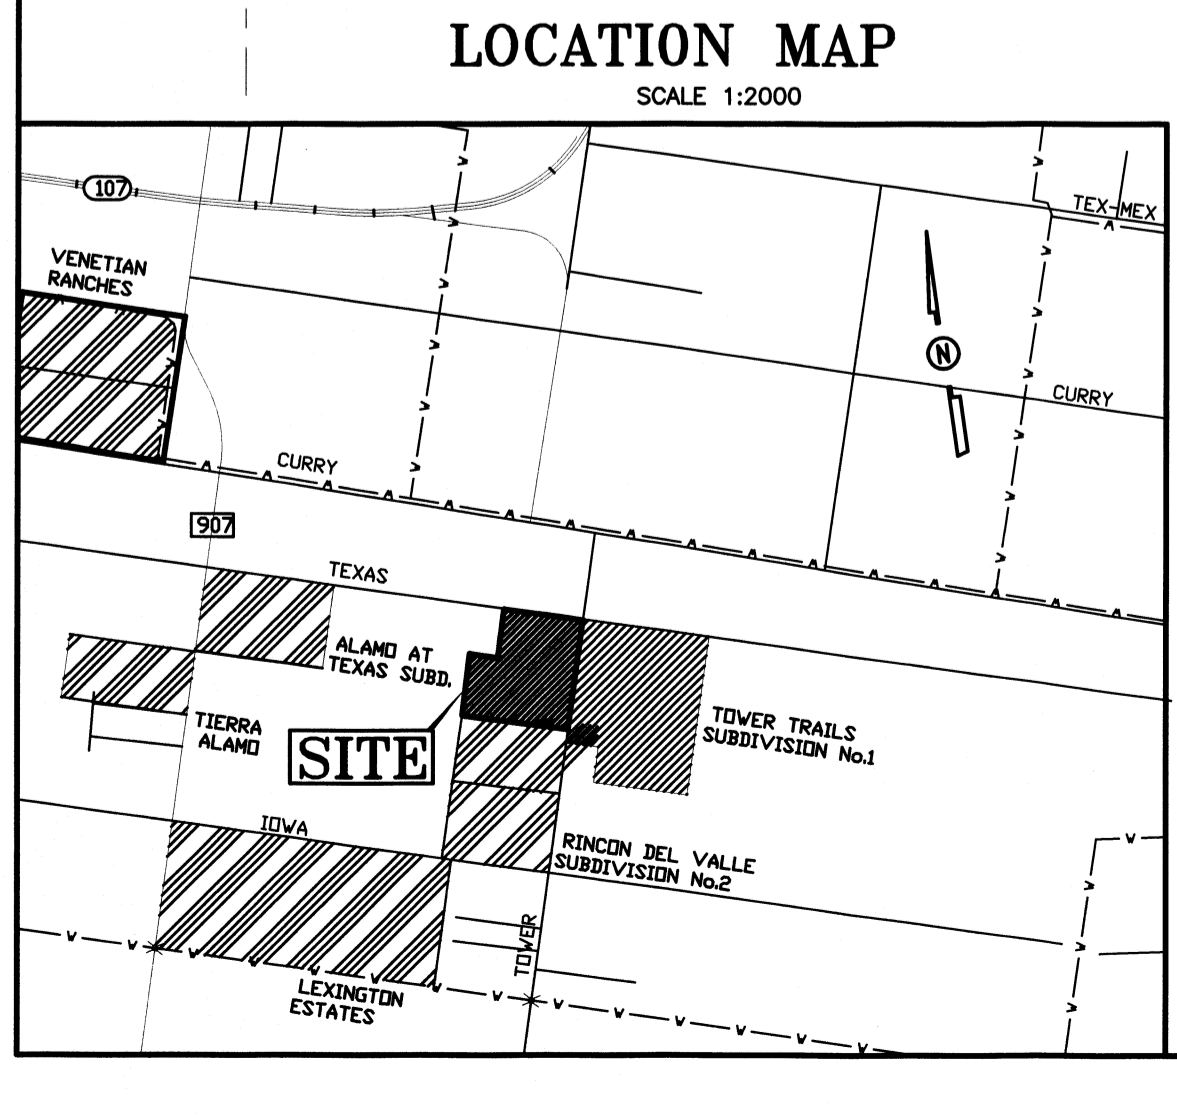 LOCATION MAP
SCALE 1:2000
107
TEX-MEX
VENETIAN
RANCHES
N
CURRY
CURRY
907
TEXAS
ALAMO AT
TEXAS SUBD.
TIERRA
ALAMO
SITE
TOWER TRAILS
SUBDIVISION No.1
IOWA
RINCON DEL VALLE
SUBDIVISION No.2
TOWER
LEXINGTON
ESTATES